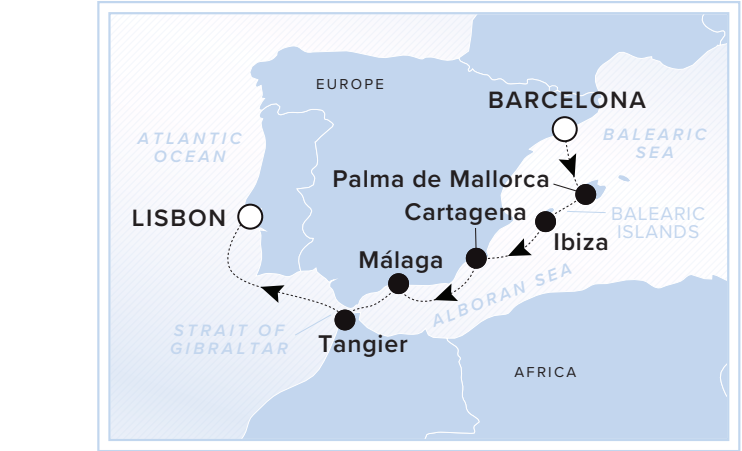 EUROPE
BARCELONA
ATLANTIC
OCEAN
BALEARIC
SEA
Palma de Mallorca
Cartagena
LISBON
BALEARIC
ISLANDS
Ibiza
Málaga
ALBORAN SEA
STRAIT OF
GIBRALTAR
Tangier
AFRICA